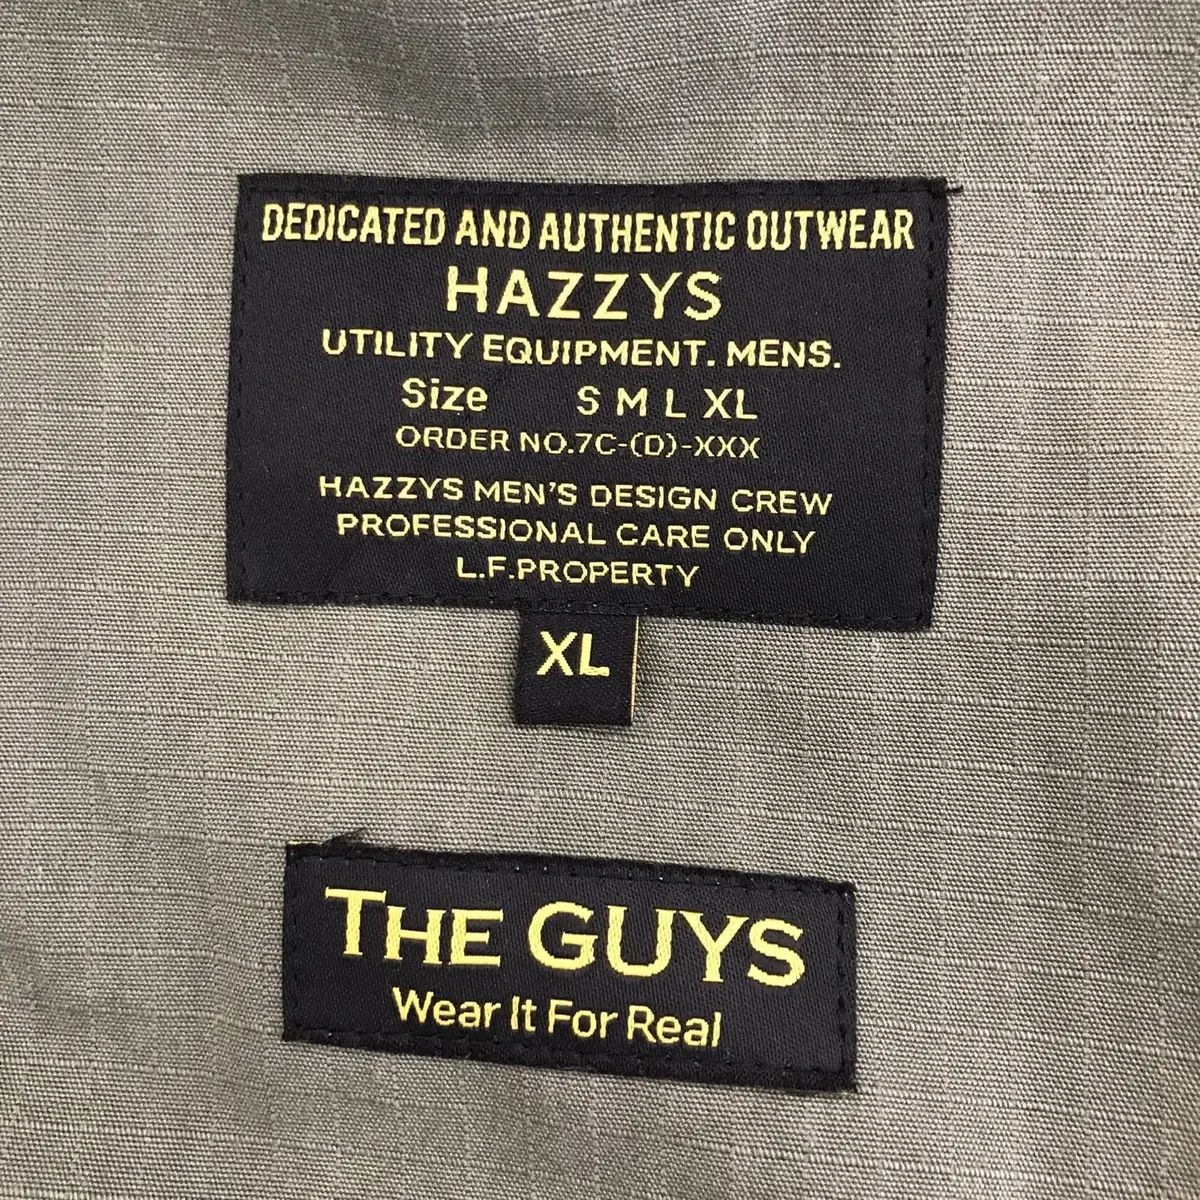 DEDICATED AND AUTHENTIC OUTWEAR
HAZZYS
UTILITY EQUIPMENT. MENS.
Size S M L XL
ORDER NO.7C-(D)-XXX
HAZZYS MEN'S DESIGN CREW
PROFESSIONAL CARE ONLY
L.F.PROPERTY
XL
THE GUYS
Wear It For Real